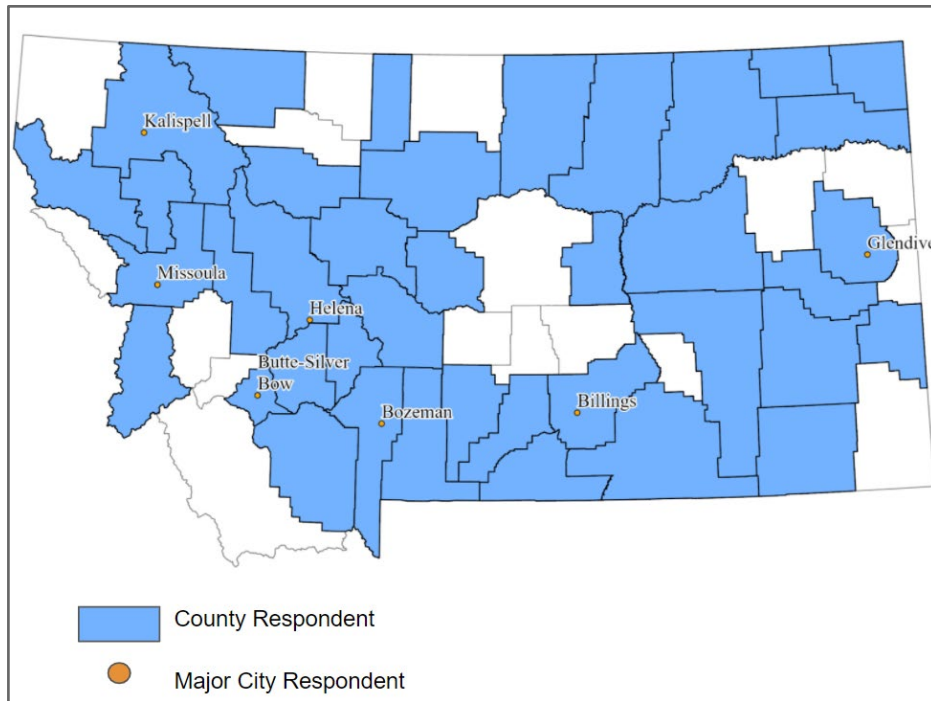 Kalispell
Glendive
Missoula
Helena
Butte-Silver
Bow
Bozeman
Billings
County Respondent
Major City Respondent